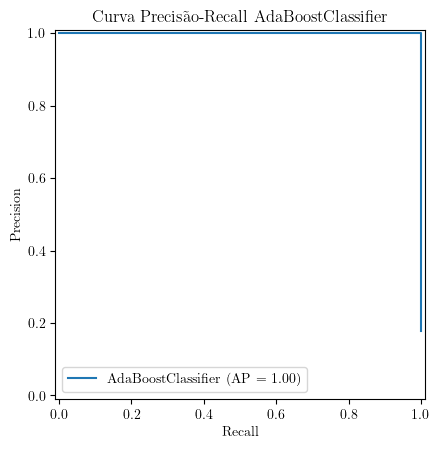 Curva Precisão-Recall AdaBoostClassifier
1.0
0.8
0.6
0.4
0.2
0.0
Precision
AdaBoostClassifier (AP = 1.00)
0.0 0.2 0.4 0.6 0.8 1.0
Recall